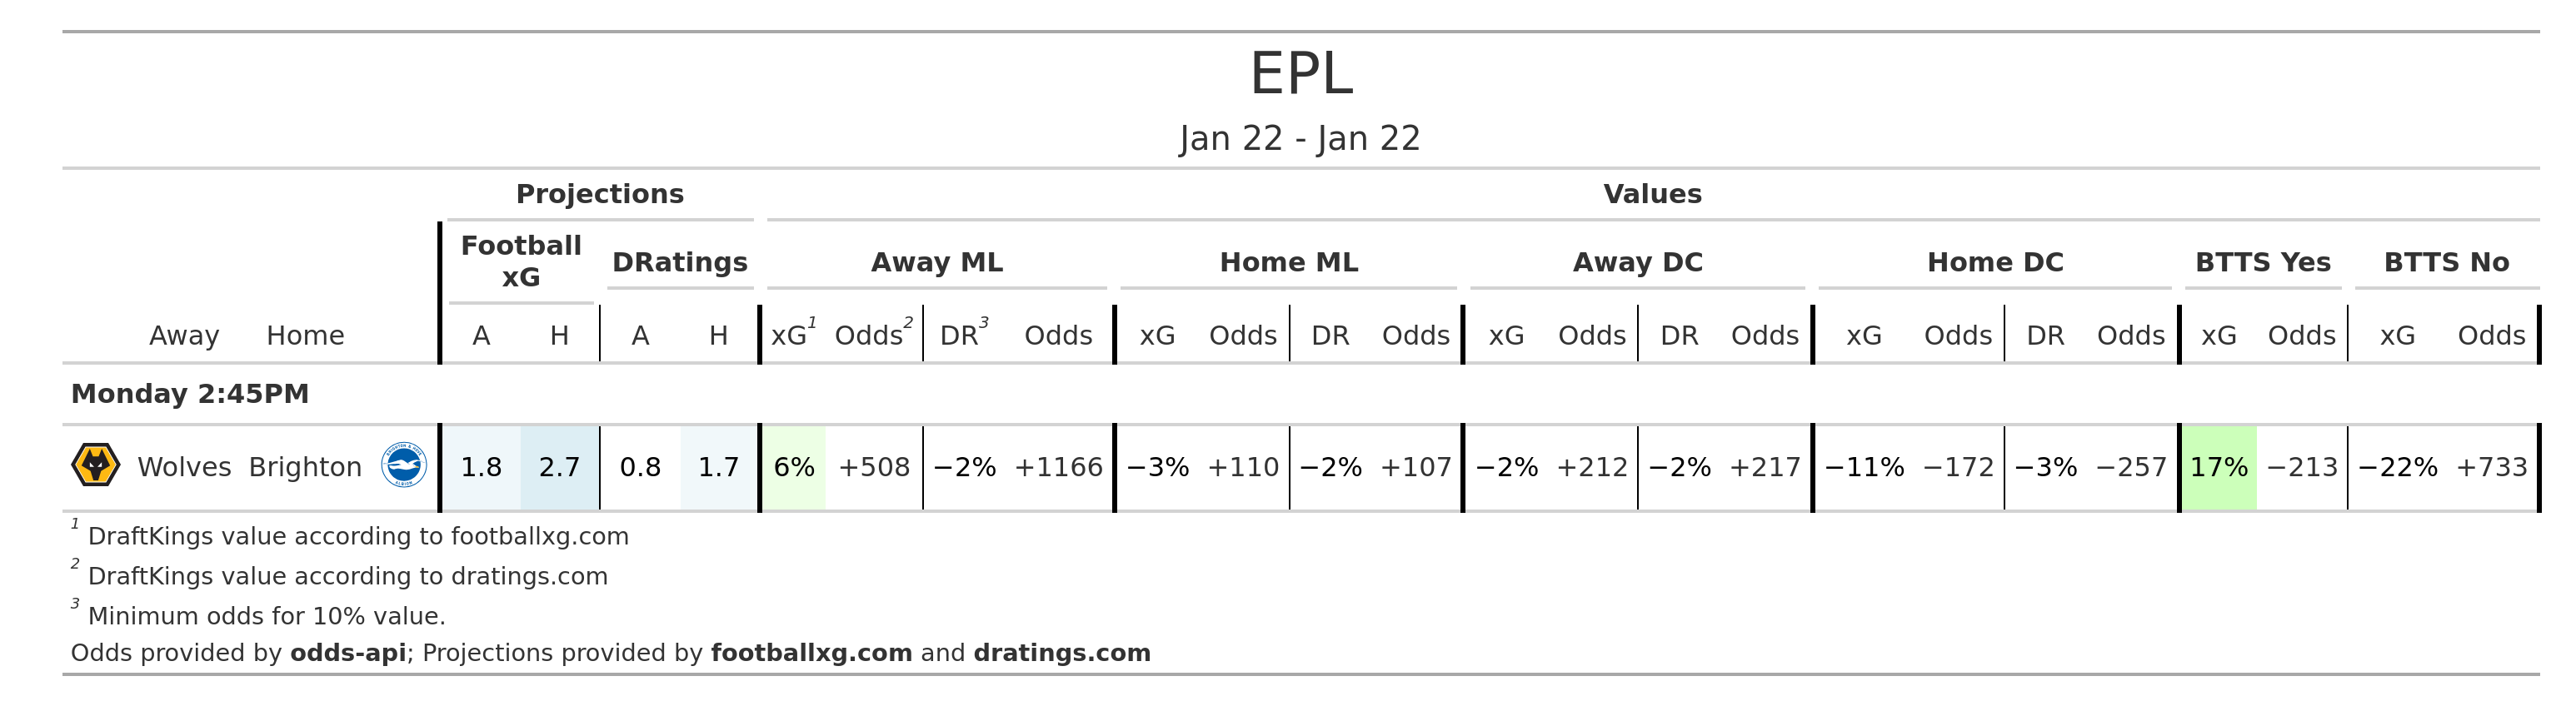 EPL
Jan 22 - Jan 22
Projections Values
Football xG DRatings Away ML Home ML Away DC Home DC BTTS Yes BTTS No
Away Home A H A H xG1 Odds2 DR3 Odds xG Odds DR Odds xG Odds DR Odds xG Odds DR Odds xG Odds xG Odds
Monday 2:45PM
Wolves Brighton 1.8 2.7 0.8 1.7 6% +508 −2% +1166 −3% +110 −2% +107 −2% +212 −2% +217 −11% −172 −3% −257 17% −213 −22% +733
1 DraftKings value according to footballxg.com
2 DraftKings value according to dratings.com
3 Minimum odds for 10% value.
Odds provided by odds-api; Projections provided by footballxg.com and dratings.com